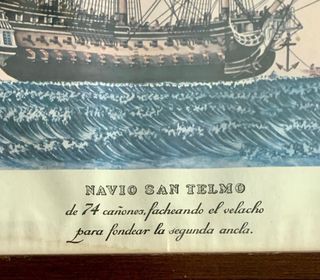 NAVIO SAN TELMO
de 74 cañones, facheando el velacho
para fondear la segunda ancla.